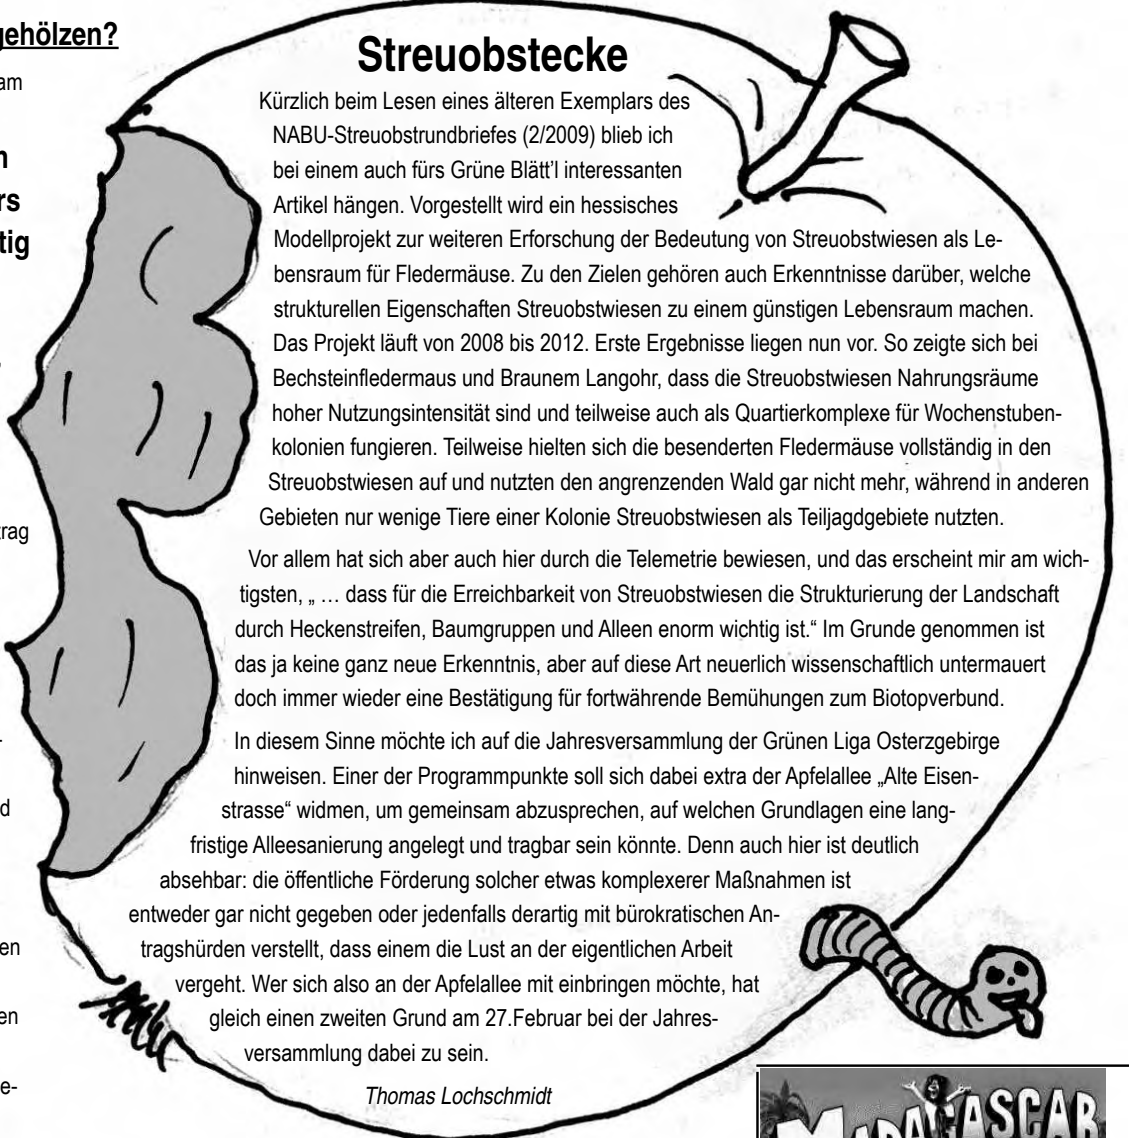 gehölzen?
am
n
rs
tig
trag
d
en
en
e-
Streuobstecke
Kürzlich beim Lesen eines älteren Exemplars des
NABU-Streuobstrundbriefes (2/2009) blieb ich
bei einem auch fürs Grüne Blätt'l interessanten
Artikel hängen. Vorgestellt wird ein hessisches
Modellprojekt zur weiteren Erforschung der Bedeutung von Streuobstwiesen als Le-
bensraum für Fledermäuse. Zu den Zielen gehören auch Erkenntnisse darüber, welche
strukturellen Eigenschaften Streuobstwiesen zu einem günstigen Lebensraum machen.
Das Projekt läuft von 2008 bis 2012. Erste Ergebnisse liegen nun vor. So zeigte sich bei
Bechsteinfledermaus und Braunem Langohr, dass die Streuobstwiesen Nahrungsräume
hoher Nutzungsintensität sind und teilweise auch als Quartierkomplexe für Wochenstuben-
kolonien fungieren. Teilweise hielten sich die besenderten Fledermäuse vollständig in den
Streuobstwiesen auf und nutzten den angrenzenden Wald gar nicht mehr, während in anderen
Gebieten nur wenige Tiere einer Kolonie Streuobstwiesen als Teiljagdgebiete nutzten.
Vor allem hat sich aber auch hier durch die Telemetrie bewiesen, und das erscheint mir am wich-
tigsten, „ … dass für die Erreichbarkeit von Streuobstwiesen die Strukturierung der Landschaft
durch Heckenstreifen, Baumgruppen und Alleen enorm wichtig ist.“ Im Grunde genommen ist
das ja keine ganz neue Erkenntnis, aber auf diese Art neuerlich wissenschaftlich untermauert
doch immer wieder eine Bestätigung für fortwährende Bemühungen zum Biotopverbund.
In diesem Sinne möchte ich auf die Jahresversammlung der Grünen Liga Osterzgebirge
hinweisen. Einer der Programmpunkte soll sich dabei extra der Apfelallee „Alte Eisen-
strasse“ widmen, um gemeinsam abzusprechen, auf welchen Grundlagen eine lang-
fristige Alleesanierung angelegt und tragbar sein könnte. Denn auch hier ist deutlich
absehbar: die öffentliche Förderung solcher etwas komplexerer Maßnahmen ist
entweder gar nicht gegeben oder jedenfalls derartig mit bürokratischen An-
tragshürden verstellt, dass einem die Lust an der eigentlichen Arbeit
vergeht. Wer sich also an der Apfelallee mit einbringen möchte, hat
gleich einen zweiten Grund am 27.Februar bei der Jahres-
versammlung dabei zu sein.
Thomas Lochschmidt
MADAGASCAR